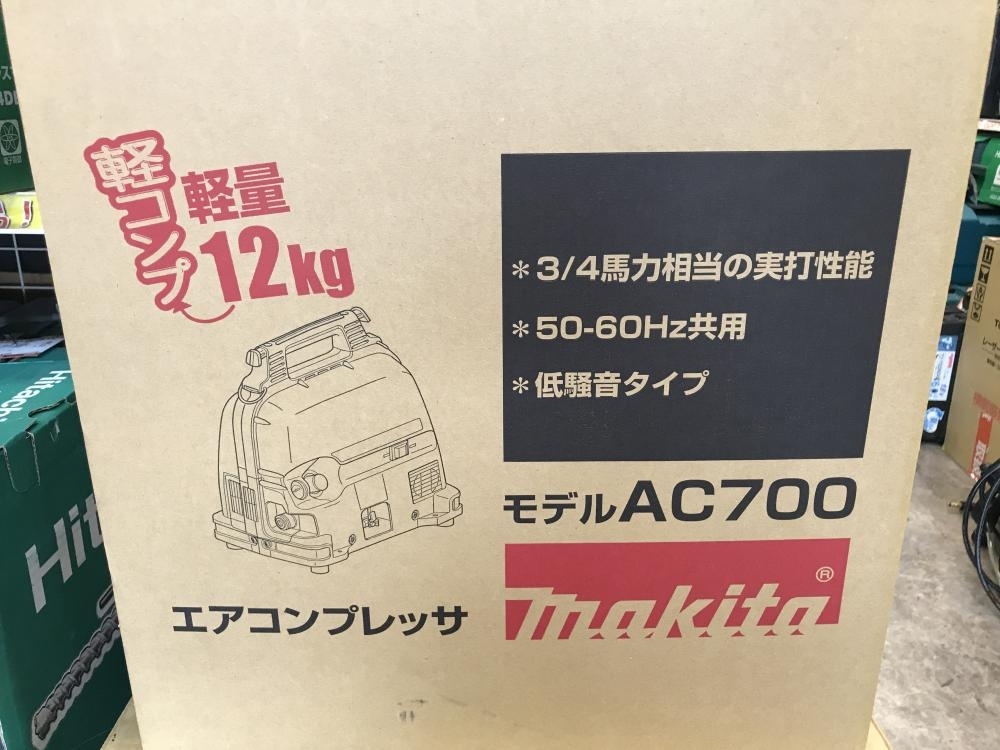 軽コンプ
軽量
12kg
＊3/4馬力相当の実打性能
＊50-60Hz共用
＊低騒音タイプ
モデルAC700
makita®
エアコンプレッサ
Hitachi
Hit